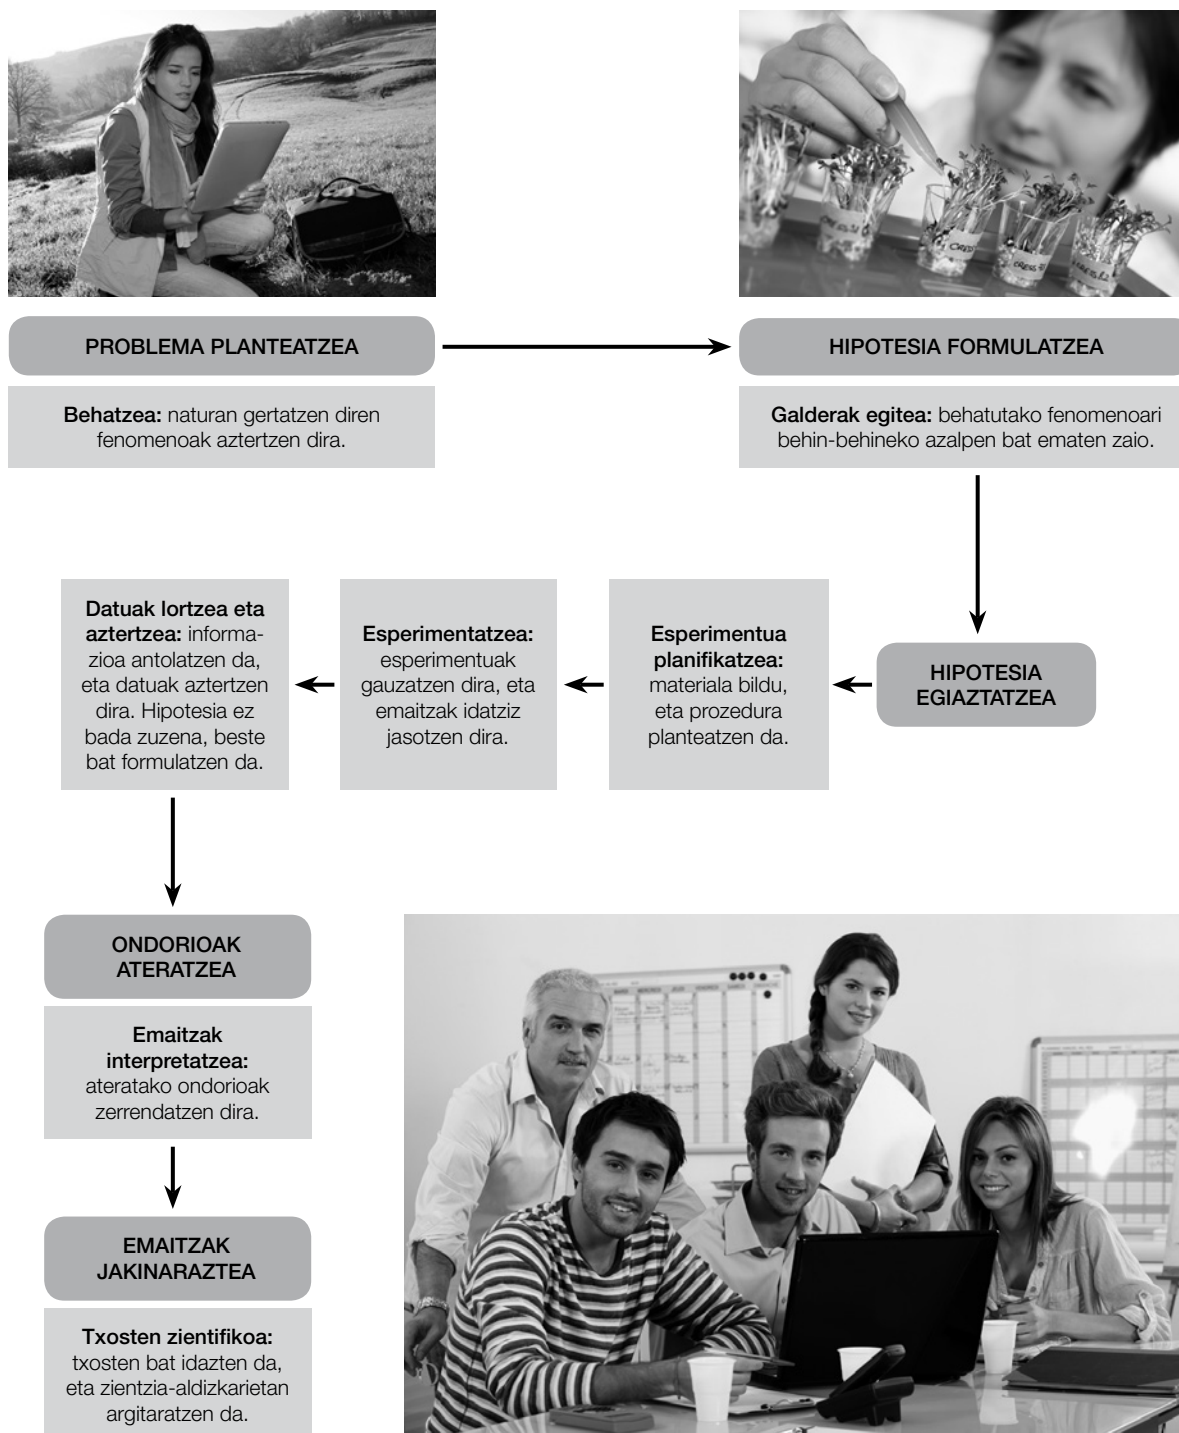 PROBLEMA PLANTEATZEA
Behatzea: naturan gertatzen diren
fenomenoak aztertzen dira.
HIPOTESIA FORMULATZEA
Galderak egitea: behatutako fenomenoari
behin-behineko azalpen bat ematen zaio.
HIPOTESIA
EGIAZTATZEA
Esperimentua
planifikatzea:
materiala bildu,
eta prozedura
planteatzen da.
Esperimentatzea:
esperimentuak
gauzatzen dira, eta
emaitzak idatziz
jasotzen dira.
Datuak lortzea eta
aztertzea: informa-
zioa antolatzen da,
eta datuak aztertzen
dira. Hipotesia ez
bada zuzena, beste
bat formulatzen da.
ONDORIOAK
ATERATZEA
Emaitzak
interpretatzea:
ateratako ondorioak
zerrendatzen dira.
EMAITZAK
JAKINARAZTEA
Txosten zientifikoa:
txosten bat idazten da,
eta zientzia-aldizkarietan
argitaratzen da.